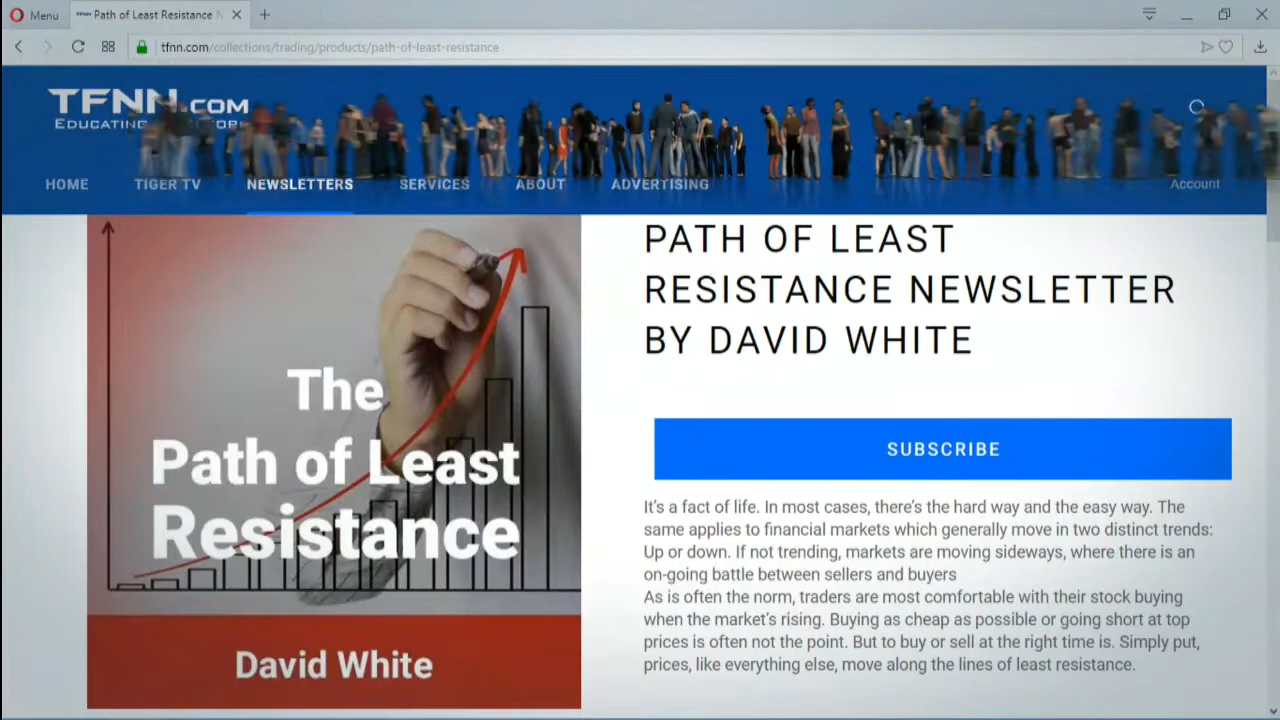 Menu
Path of Least Resistance
tfnn.com/collections/trading/products/path-of-least-resistance
TFNN.COM
EDUCATING
HOME
TIGER TV
NEWSLETTERS
SERVICES
ABOUT
ADVERTISING
Account
The
Path of Least
Resistance
David White
PATH OF LEAST
RESISTANCE NEWSLETTER
BY DAVID WHITE
SUBSCRIBE
It's a fact of life. In most cases, there's the hard way and the easy way. The
same applies to financial markets which generally move in two distinct trends:
Up or down. If not trending, markets are moving sideways, where there is an
on-going battle between sellers and buyers
As is often the norm, traders are most comfortable with their stock buying
when the market's rising. Buying as cheap as possible or going short at top
prices is often not the point. But to buy or sell at the right time is. Simply put,
prices, like everything else, move along the lines of least resistance.